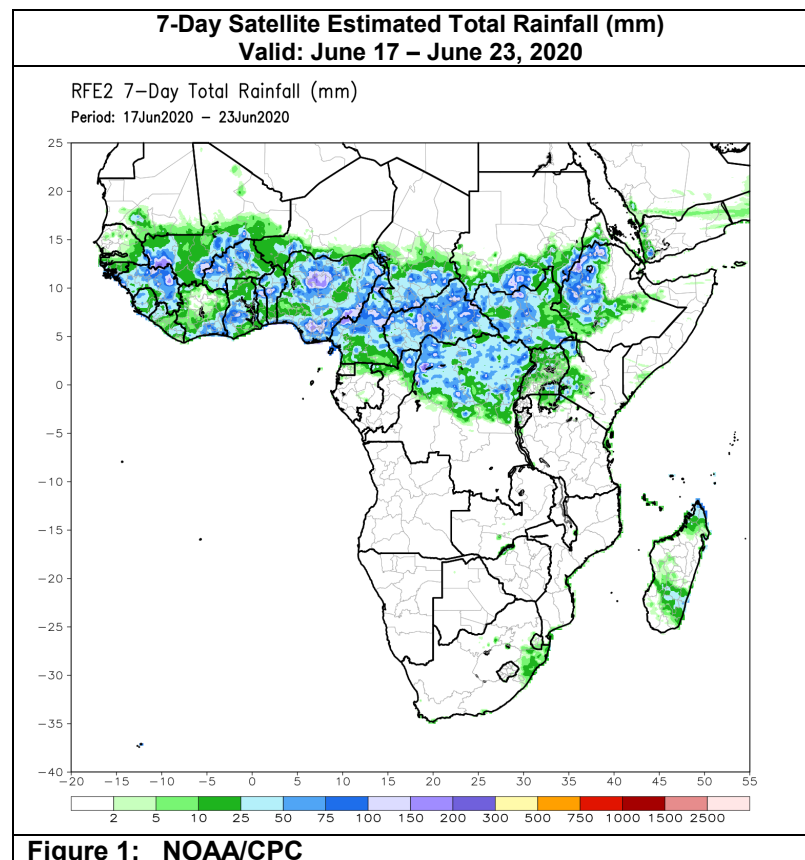 7-Day Satellite Estimated Total Rainfall (mm)
Valid: June 17 – June 23, 2020
RFE2 7-Day Total Rainfall (mm)
Period: 17Jun2020 – 23Jun2020
25
20
15
10
5
0
-5
-10
-15
-20
-25
-30
-35
-40
-20 -15 -10 -5 0 5 10 15 20 25 30 35 40 45 50 55
2 5 10 25 50 75 100 150 200 300 500 750 1000 1500 2500
Figure 1: NOAA/CPC